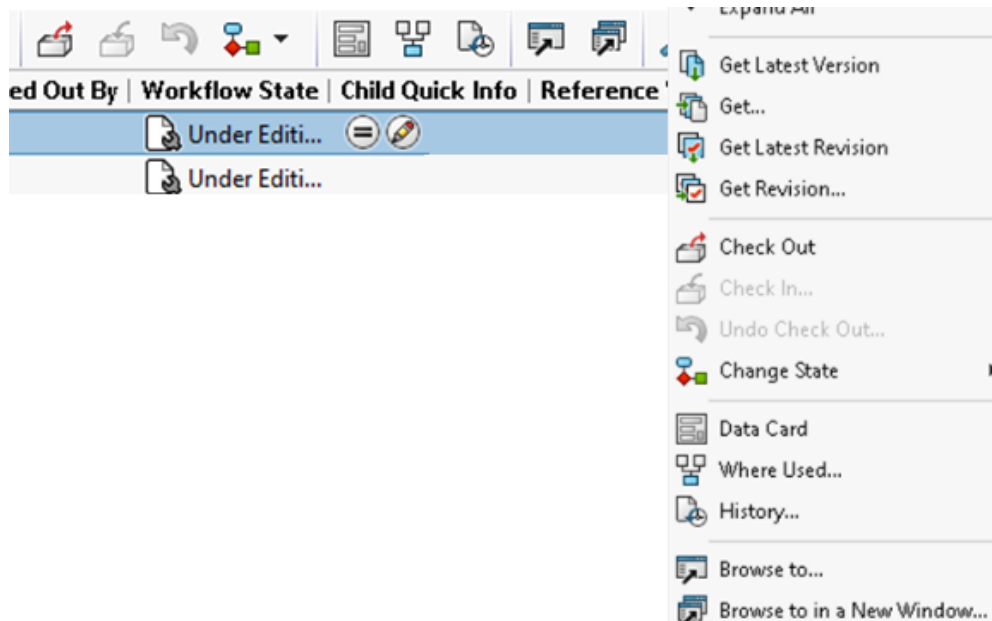 ed Out By | Workflow State | Child Quick Info | Reference
Under Editi...
Under Editi...
Expand All
Get Latest Version
Get...
Get Latest Revision
Get Revision...
Check Out
Check In...
Undo Check Out...
Change State
Data Card
Where Used...
History...
Browse to...
Browse to in a New Window...